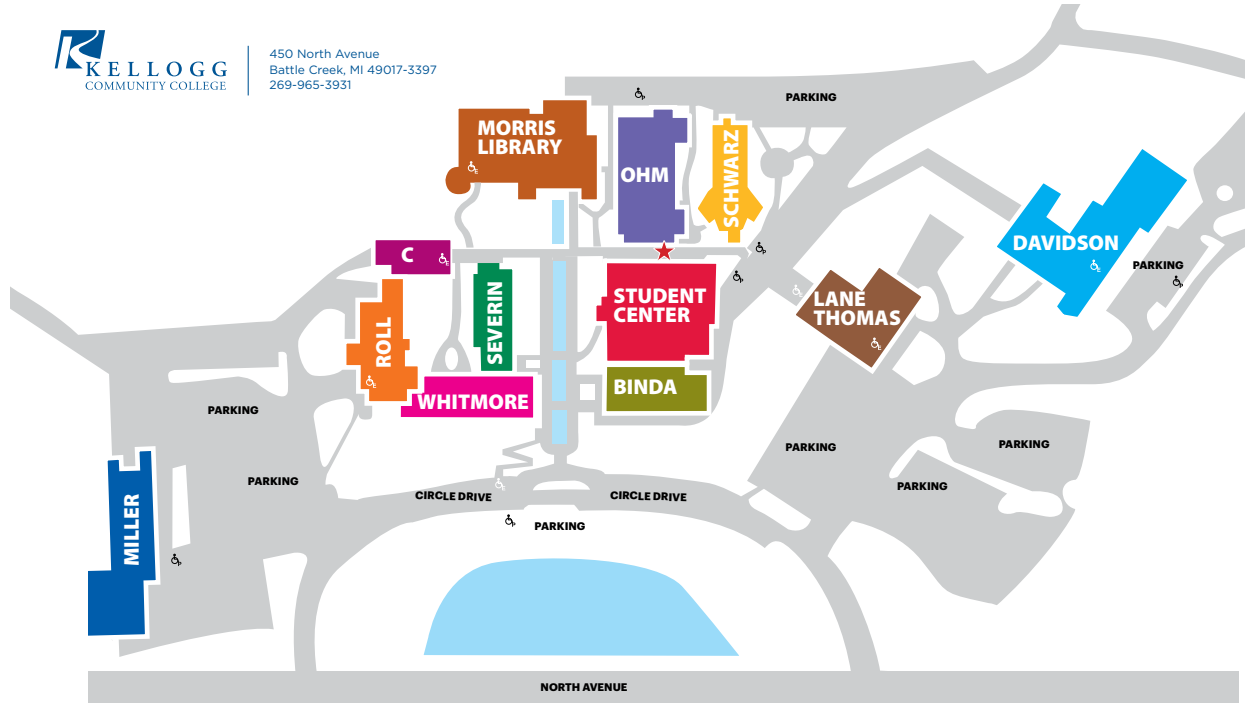 KELLOGG
COMMUNITY COLLEGE
450 North Avenue
Battle Creek, MI 49017-3397
269-965-3931
PARKING
MORRIS
LIBRARY
OHM
SCHWARZ
C
SEVERIN
STUDENT
CENTER
LANE
THOMAS
DAVIDSON
PARKING
ROLL
WHITMORE
BINDA
PARKING
PARKING
PARKING
PARKING
PARKING
MILLER
CIRCLE DRIVE
CIRCLE DRIVE
PARKING
NORTH AVENUE